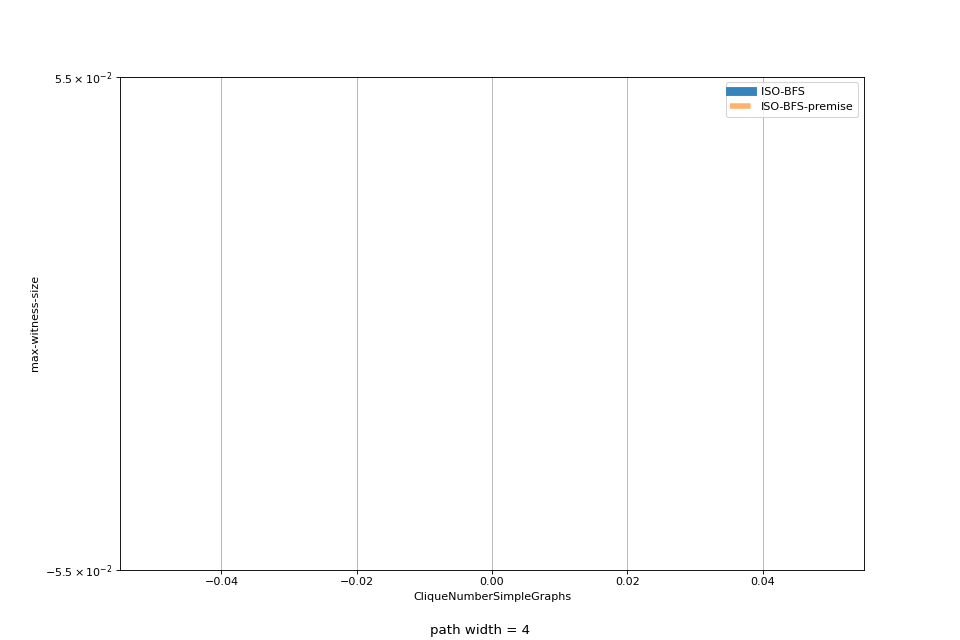 5.5 × 10⁻²
ISO-BFS
ISO-BFS-premise
max-witness-size
−5.5 × 10⁻²
−0.04 −0.02 0.00 0.02 0.04
CliqueNumberSimpleGraphs
path width = 4